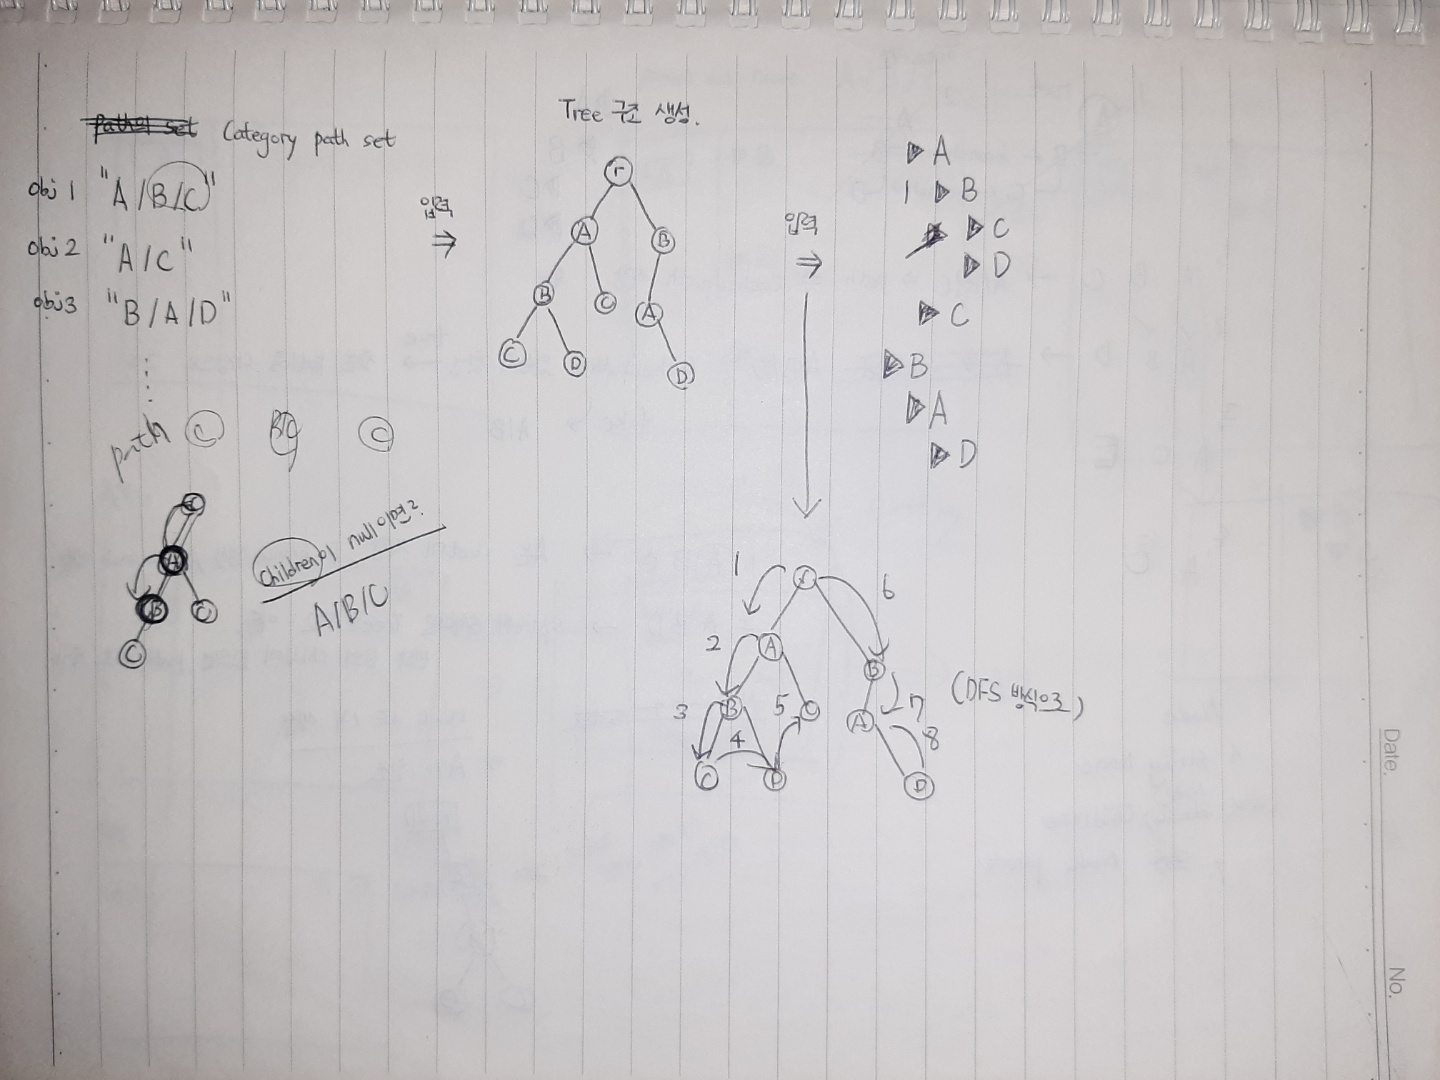 Category path set
obj 1 "A/B/C"
obj 2 "A/C"
obj3 "B/A/D"
path C B/C C
A
B C
C
Children이 null이면?
A/B/C
입력
⇒
Tree 구조 생성.
r
A B
B C A
C D D
입력
⇒
▶ A
1 ▶ B
▶ C
▶ D
▶ C
▶ B
▶ A
▶ D
1 r 6
2 A B
3 B 5 C A 7
4 8
C D D
(DFS 방식으로)
Date.
No.